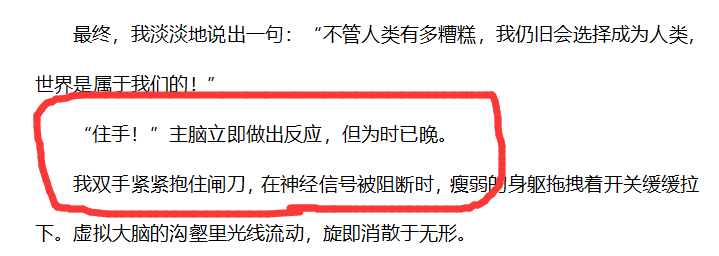 最终，我淡淡地说出一句：“不管人类有多糟糕，我仍旧会选择成为人类，
世界是属于我们的！”
“住手！”主脑立即做出反应，但为时已晚。
我双手紧紧抱住闸刀，在神经信号被阻断时，瘦弱的身躯拖拽着开关缓缓拉
下。虚拟大脑的沟壑里光线流动，旋即消散于无形。